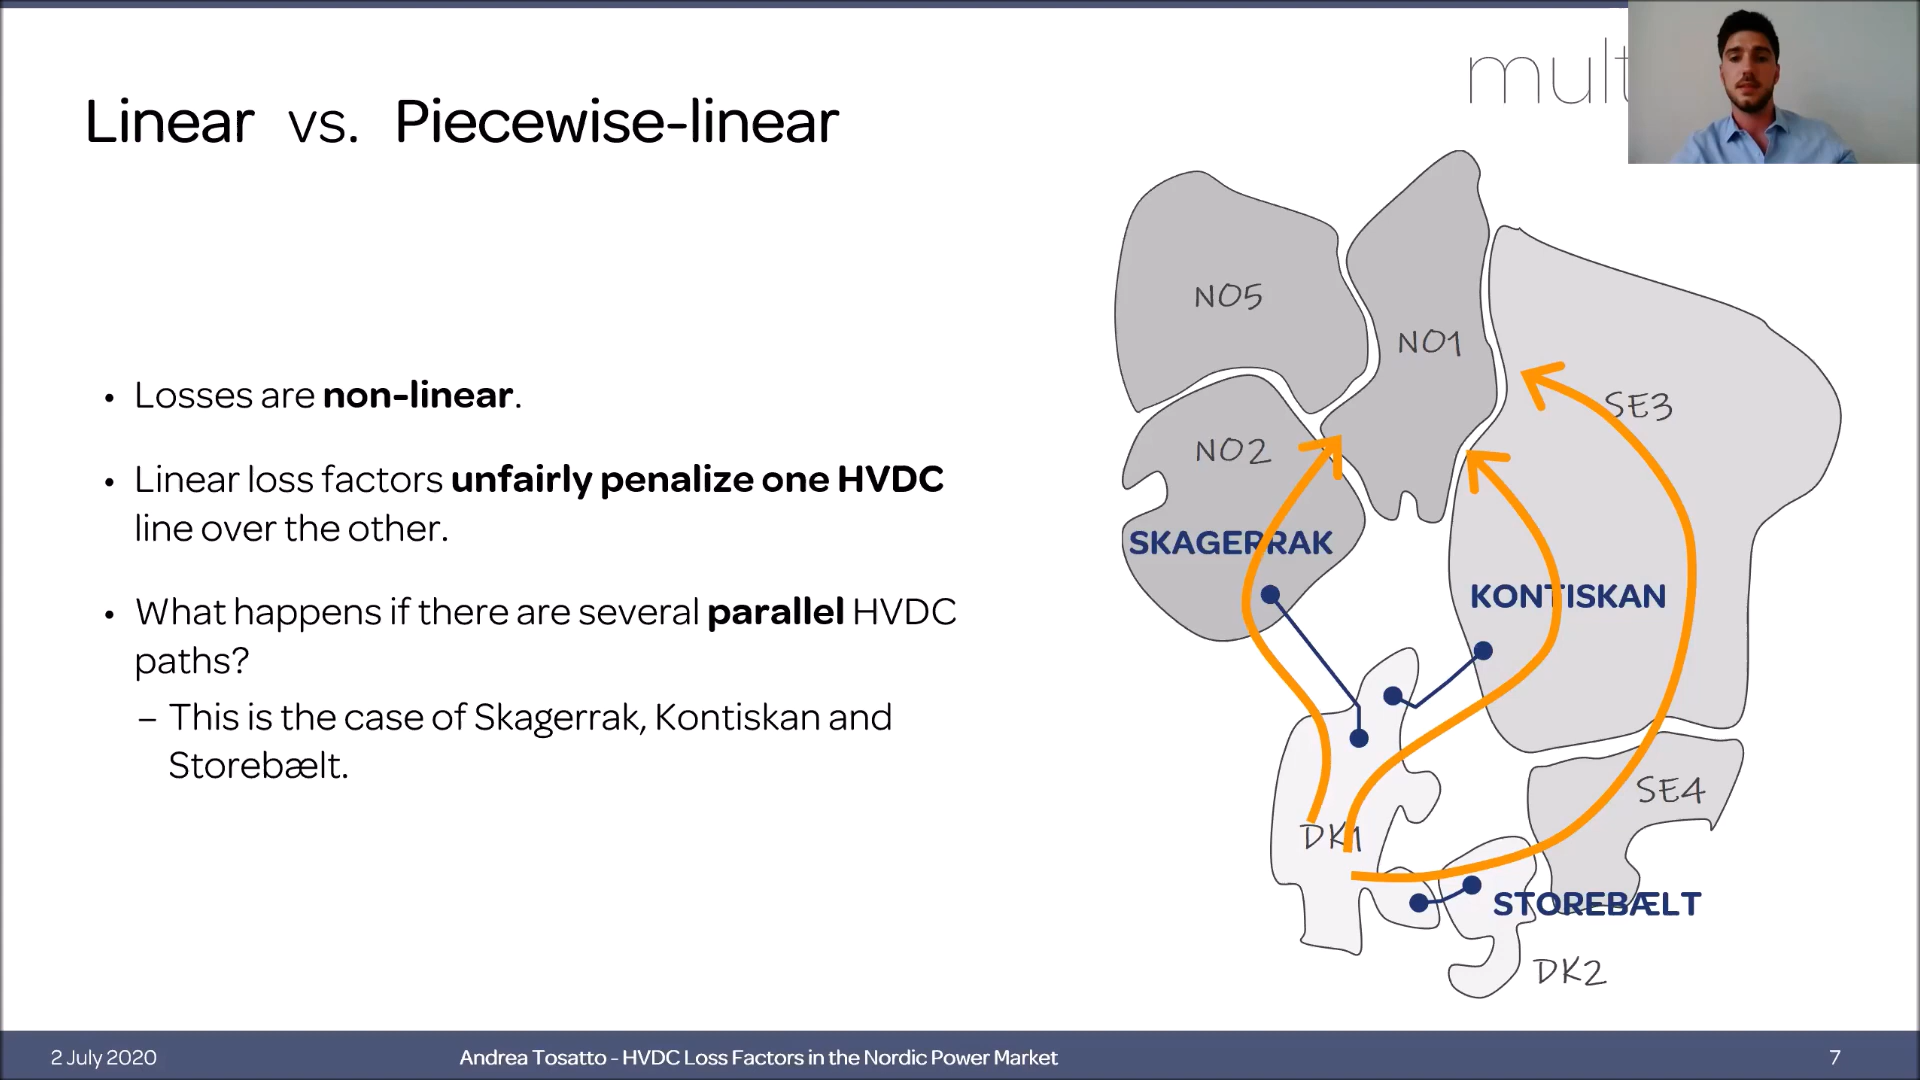 mult
Linear vs. Piecewise-linear
• Losses are non-linear.
• Linear loss factors unfairly penalize one HVDC
line over the other.
• What happens if there are several parallel HVDC
paths?
– This is the case of Skagerrak, Kontiskan and
Storebælt.
NO5
NO1
SE3
NO2
SKAGERRAK
KONTISKAN
SE4
DK1
STOREBÆLT
DK2
2 July 2020
Andrea Tosatto - HVDC Loss Factors in the Nordic Power Market
7